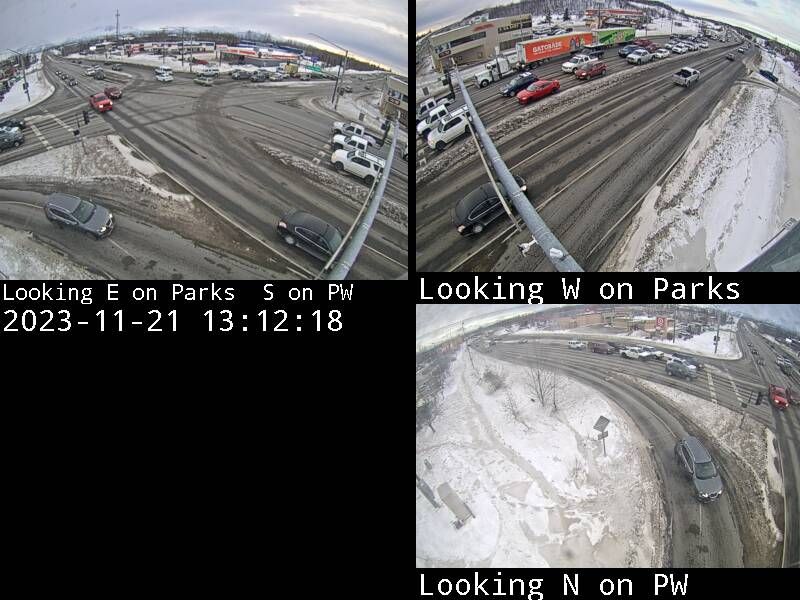 Looking E on Parks  S on PW
2023-11-21 13:12:18
GATORADE
Looking W on Parks
Looking N on PW